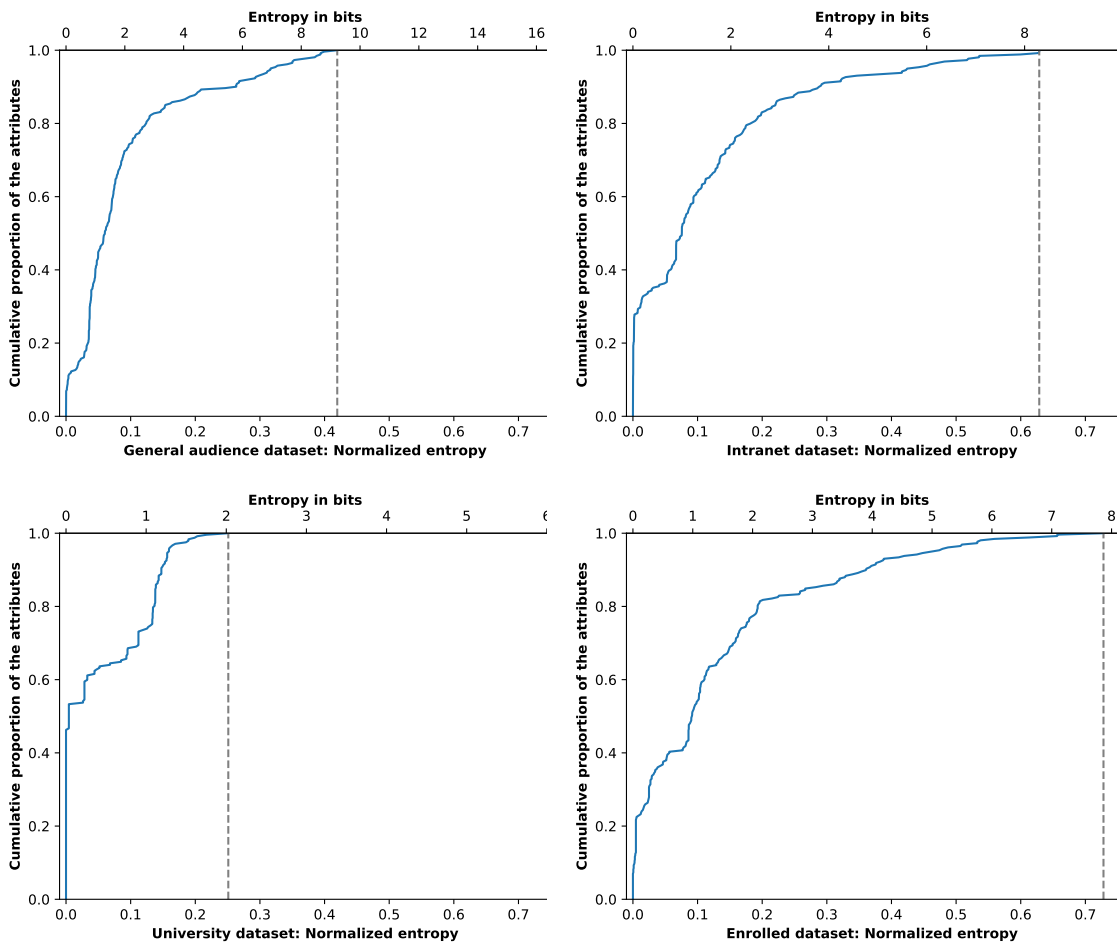 Entropy in bits
0 2 4 6 8 10 12 14 16
1.0
0.8
0.6
0.4
0.2
0.0
Cumulative proportion of the attributes
0.0 0.1 0.2 0.3 0.4 0.5 0.6 0.7
General audience dataset: Normalized entropy
Entropy in bits
0 2 4 6 8
1.0
0.8
0.6
0.4
0.2
0.0
Cumulative proportion of the attributes
0.0 0.1 0.2 0.3 0.4 0.5 0.6 0.7
Intranet dataset: Normalized entropy
Entropy in bits
0 1 2 3 4 5 6
1.0
0.8
0.6
0.4
0.2
0.0
Cumulative proportion of the attributes
0.0 0.1 0.2 0.3 0.4 0.5 0.6 0.7
University dataset: Normalized entropy
Entropy in bits
0 1 2 3 4 5 6 7 8
1.0
0.8
0.6
0.4
0.2
0.0
Cumulative proportion of the attributes
0.0 0.1 0.2 0.3 0.4 0.5 0.6 0.7
Enrolled dataset: Normalized entropy